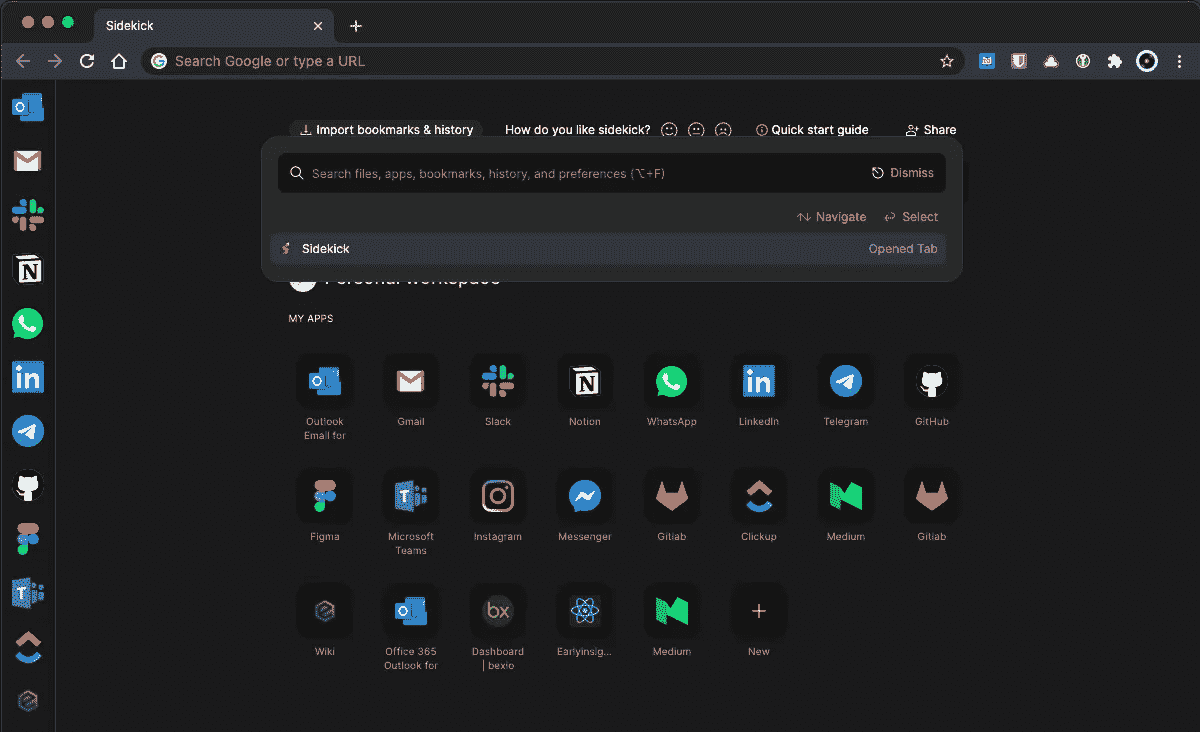 Sidekick
Search Google or type a URL
Import bookmarks & history
How do you like sidekick?
Quick start guide
Share
Search files, apps, bookmarks, history, and preferences (⌥+F)
Dismiss
Navigate
Select
Sidekick
Opened Tab
Personal workspace
MY APPS
Outlook
Email for
Gmail
Slack
Notion
WhatsApp
LinkedIn
Telegram
GitHub
Figma
Microsoft
Teams
Instagram
Messenger
Gitlab
Clickup
Medium
Gitlab
Wiki
Office 365
Outlook for
bx
Dashboard
| bexio
Earlyinsig...
Medium
New